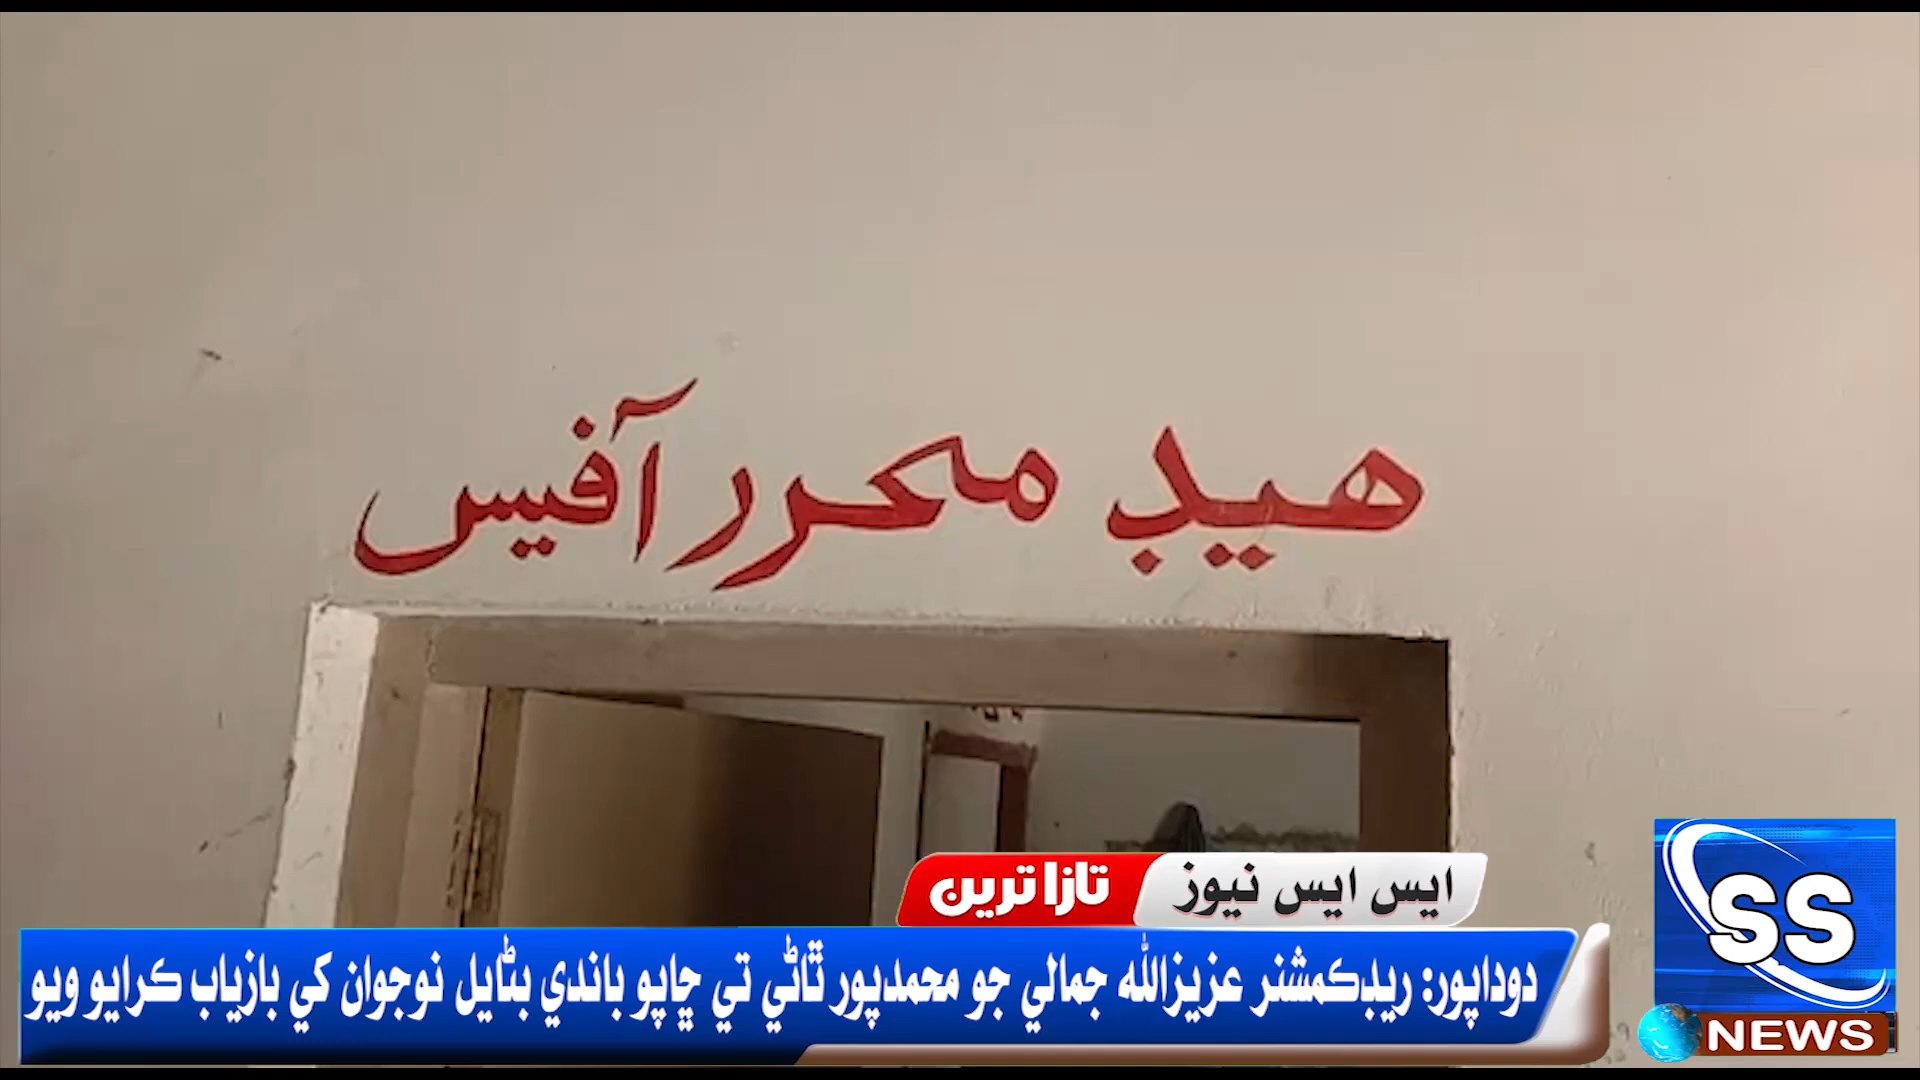 هيڊ محرر آفيس
ايس ايس نيوز
تازا ترين
دوداپور: ريڊڪمشنر عزيزالله جمالي جو محمدپور ٿاڻي تي ڇاپو باندي بڻايل نوجوان کي بازياب ڪرايو ويو
SS
NEWS